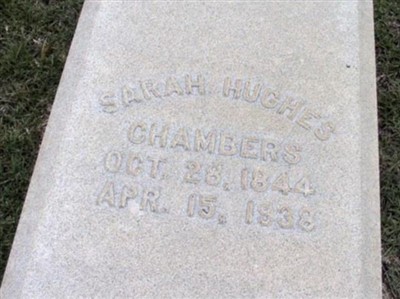 SARAH HUGHES
CHAMBERS
OCT. 28, 1844
APR. 15, 1938